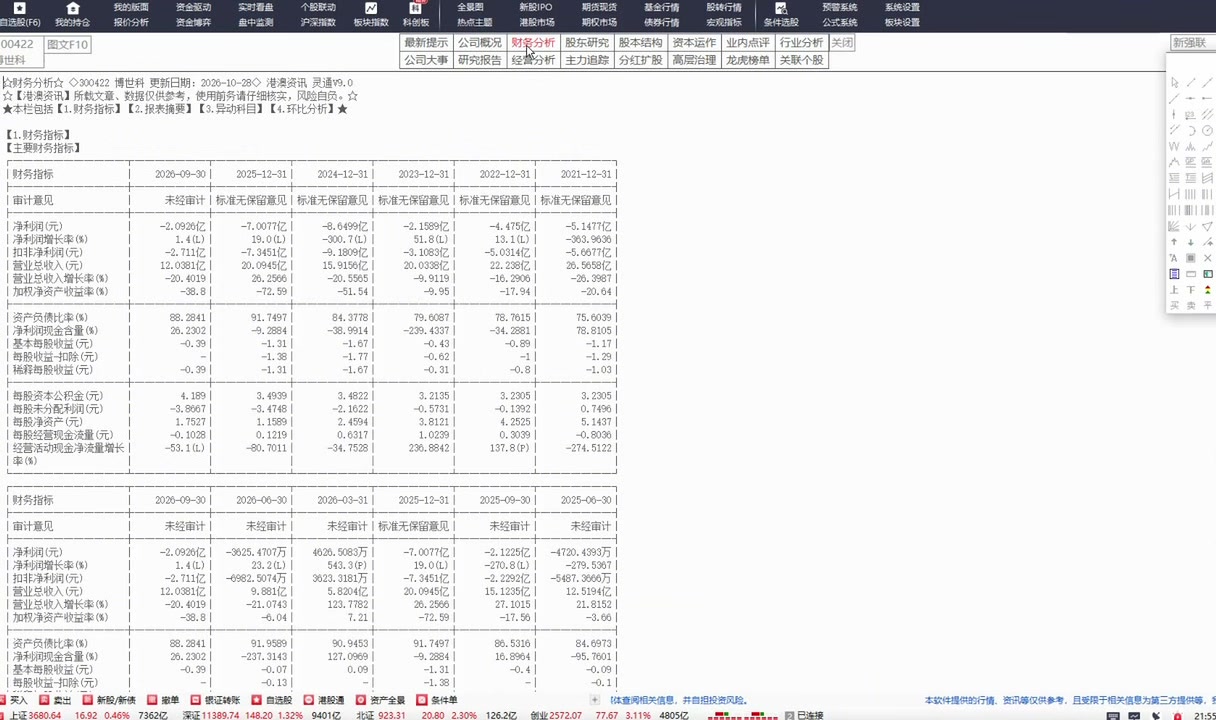 我的版面 资金驱动 实时看盘 个股联动 全景图 新股IPO 期货现货 基金行情 股转行情 预警系统 系统设置
自选股(F6) 我的持仓 报价分析 资金博弈 盘中监测 沪深指数 板块指数 科创板 热点主题 港股市场 期权市场 债券行情 宏观指标 条件选股 公式系统 板块设置
00422 图文F10 最新提示 公司概况 财务分析 股东研究 股本结构 资本运作 业内点评 行业分析 关闭 新强联
博世科 公司大事 研究报告 经营分析 主力追踪 分红扩股 高层治理 龙虎榜单 关联个股
☆财务分析☆ ◇300422 博世科 更新日期：2026-10-28◇ 港澳资讯 灵通V9.0
☆【港澳资讯】所载文章、数据仅供参考，使用前务请仔细核实，风险自负。☆
★本栏包括【1.财务指标】【2.报表摘要】【3.异动科目】【4.环比分析】★
【1.财务指标】
【主要财务指标】
财务指标 2026-09-30 2025-12-31 2024-12-31 2023-12-31 2022-12-31 2021-12-31
审计意见 未经审计 标准无保留意见 标准无保留意见 标准无保留意见 标准无保留意见 标准无保留意见
净利润(元) -2.0926亿 -7.0077亿 -8.6499亿 -2.1589亿 -4.475亿 -5.1477亿
净利润增长率(%) 1.4(L) 19.0(L) -300.7(L) 51.8(L) 13.1(L) -363.9636
扣非净利润(元) -2.711亿 -7.3451亿 -9.1809亿 -3.1083亿 -5.0314亿 -5.6677亿
营业总收入(元) 12.0381亿 20.0945亿 15.9156亿 20.0338亿 22.238亿 26.5658亿
营业总收入增长率(%) -20.4019 26.2566 -20.5565 -9.9119 -16.2906 -26.3987
加权净资产收益率(%) -38.8 -72.59 -51.54 -9.95 -17.94 -20.64
资产负债比率(%) 88.2841 91.7497 84.3778 79.6087 78.7615 75.6039
净利润现金含量(%) 26.2302 -9.2884 -38.9914 -239.4337 -34.2881 78.8105
基本每股收益(元) -0.39 -1.31 -1.67 -0.43 -0.89 -1.17
每股收益-扣除(元) - -1.38 -1.77 -0.62 -1 -1.29
稀释每股收益(元) -0.39 -1.31 -1.67 -0.31 -0.8 -1.03
每股资本公积金(元) 4.189 3.4939 3.4822 3.2135 3.2305 3.2305
每股未分配利润(元) -3.8667 -3.4748 -2.1622 -0.5731 -0.1392 0.7496
每股净资产(元) 1.7527 1.1589 2.4594 3.8121 4.2525 5.1437
每股经营现金流量(元) -0.1028 0.1219 0.6317 1.0239 0.3039 -0.8036
经营活动现金净流量增长 -53.1(L) -80.7011 -34.7528 236.8842 137.8(P) -274.5122
率(%)
财务指标 2026-09-30 2026-06-30 2026-03-31 2025-12-31 2025-09-30 2025-06-30
审计意见 未经审计 未经审计 未经审计 标准无保留意见 未经审计 未经审计
净利润(元) -2.0926亿 -3625.4707万 4626.5083万 -7.0077亿 -2.1225亿 -4720.4393万
净利润增长率(%) 1.4(L) 23.2(L) 543.3(P) 19.0(L) -270.8(L) -279.5367
扣非净利润(元) -2.711亿 -6982.5074万 3623.3181万 -7.3451亿 -2.2292亿 -5487.3666万
营业总收入(元) 12.0381亿 9.881亿 5.8204亿 20.0945亿 15.1235亿 12.5194亿
营业总收入增长率(%) -20.4019 -21.0743 123.7782 26.2566 27.1015 21.8152
加权净资产收益率(%) -38.8 -6.04 7.21 -72.59 -17.56 -3.66
资产负债比率(%) 88.2841 91.9589 90.9453 91.7497 86.5316 84.6973
净利润现金含量(%) 26.2302 -237.3143 127.0969 -9.2884 16.8964 -95.7601
基本每股收益(元) -0.39 -0.07 0.09 -1.31 -0.4 -0.09
-0.13 - -1.38 - -0.1
买入 卖出 新股/新债 撤单 银证转账 自选股 港股通 资产全景 条件单 体查阅相关信息，并自担投资风险。 本软件提供的行情、资讯等仅供参考，且受限于相关信息为第三方提供等，
上证3680.64 16.92 0.46% 7362亿 深证11389.74 148.20 1.32% 9401亿 北证 923.31 20.80 2.30% 126.2亿 创业2572.07 77.67 3.11% 4805亿 已连接